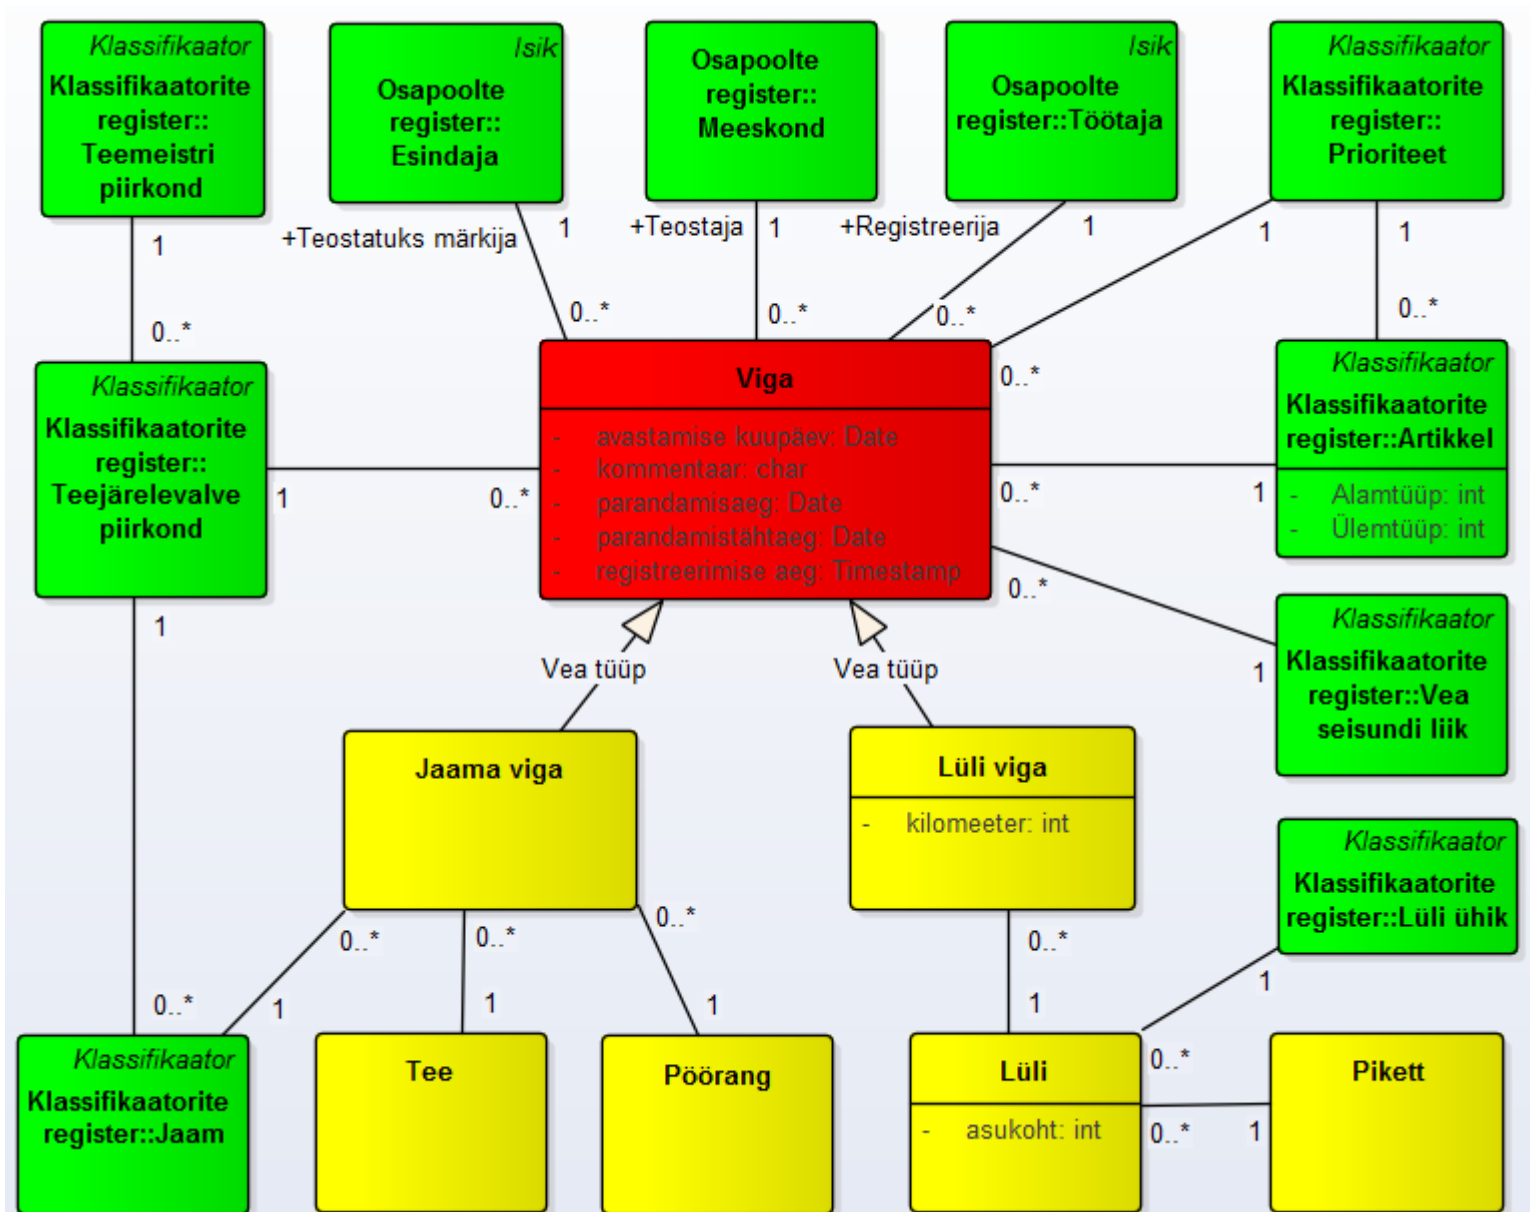 Klassifikaator
Klassifikaatorite
register::
Teemeistri
piirkond
Isik
Osapoolte
register::
Esindaja
Osapoolte
register::
Meeskond
Isik
Osapoolte
register::Töötaja
Klassifikaator
Klassifikaatorite
register::
Prioriteet
1
+Teostatuks märkija
1
+Teostaja
1
+Registreerija
1
1
1
0..*
0..*
0..*
0..*
0..*
0..*
Klassifikaator
Klassifikaatorite
register::
Teejärelevalve
piirkond
1
0..*
Viga
- avastamise kuupäev: Date
- kommentaar: char
- parandamisaeg: Date
- parandamistähtaeg: Date
- registreerimise aeg: Timestamp
0..*
1
Klassifikaator
Klassifikaatorite
register::Artikkel
- Alamtüüp: int
- Ülemtüüp: int
0..*
1
Klassifikaator
Klassifikaatorite
register::Vea
seisundi liik
1
Vea tüüp
Vea tüüp
Jaama viga
Lüli viga
- kilomeeter: int
Klassifikaator
Klassifikaatorite
register::Lüli ühik
0..*
0..*
0..*
0..*
1
0..*
1
1
1
1
Klassifikaator
Klassifikaatorite
register::Jaam
Tee
Pöörang
Lüli
- asukoht: int
0..*
0..*
1
Pikett